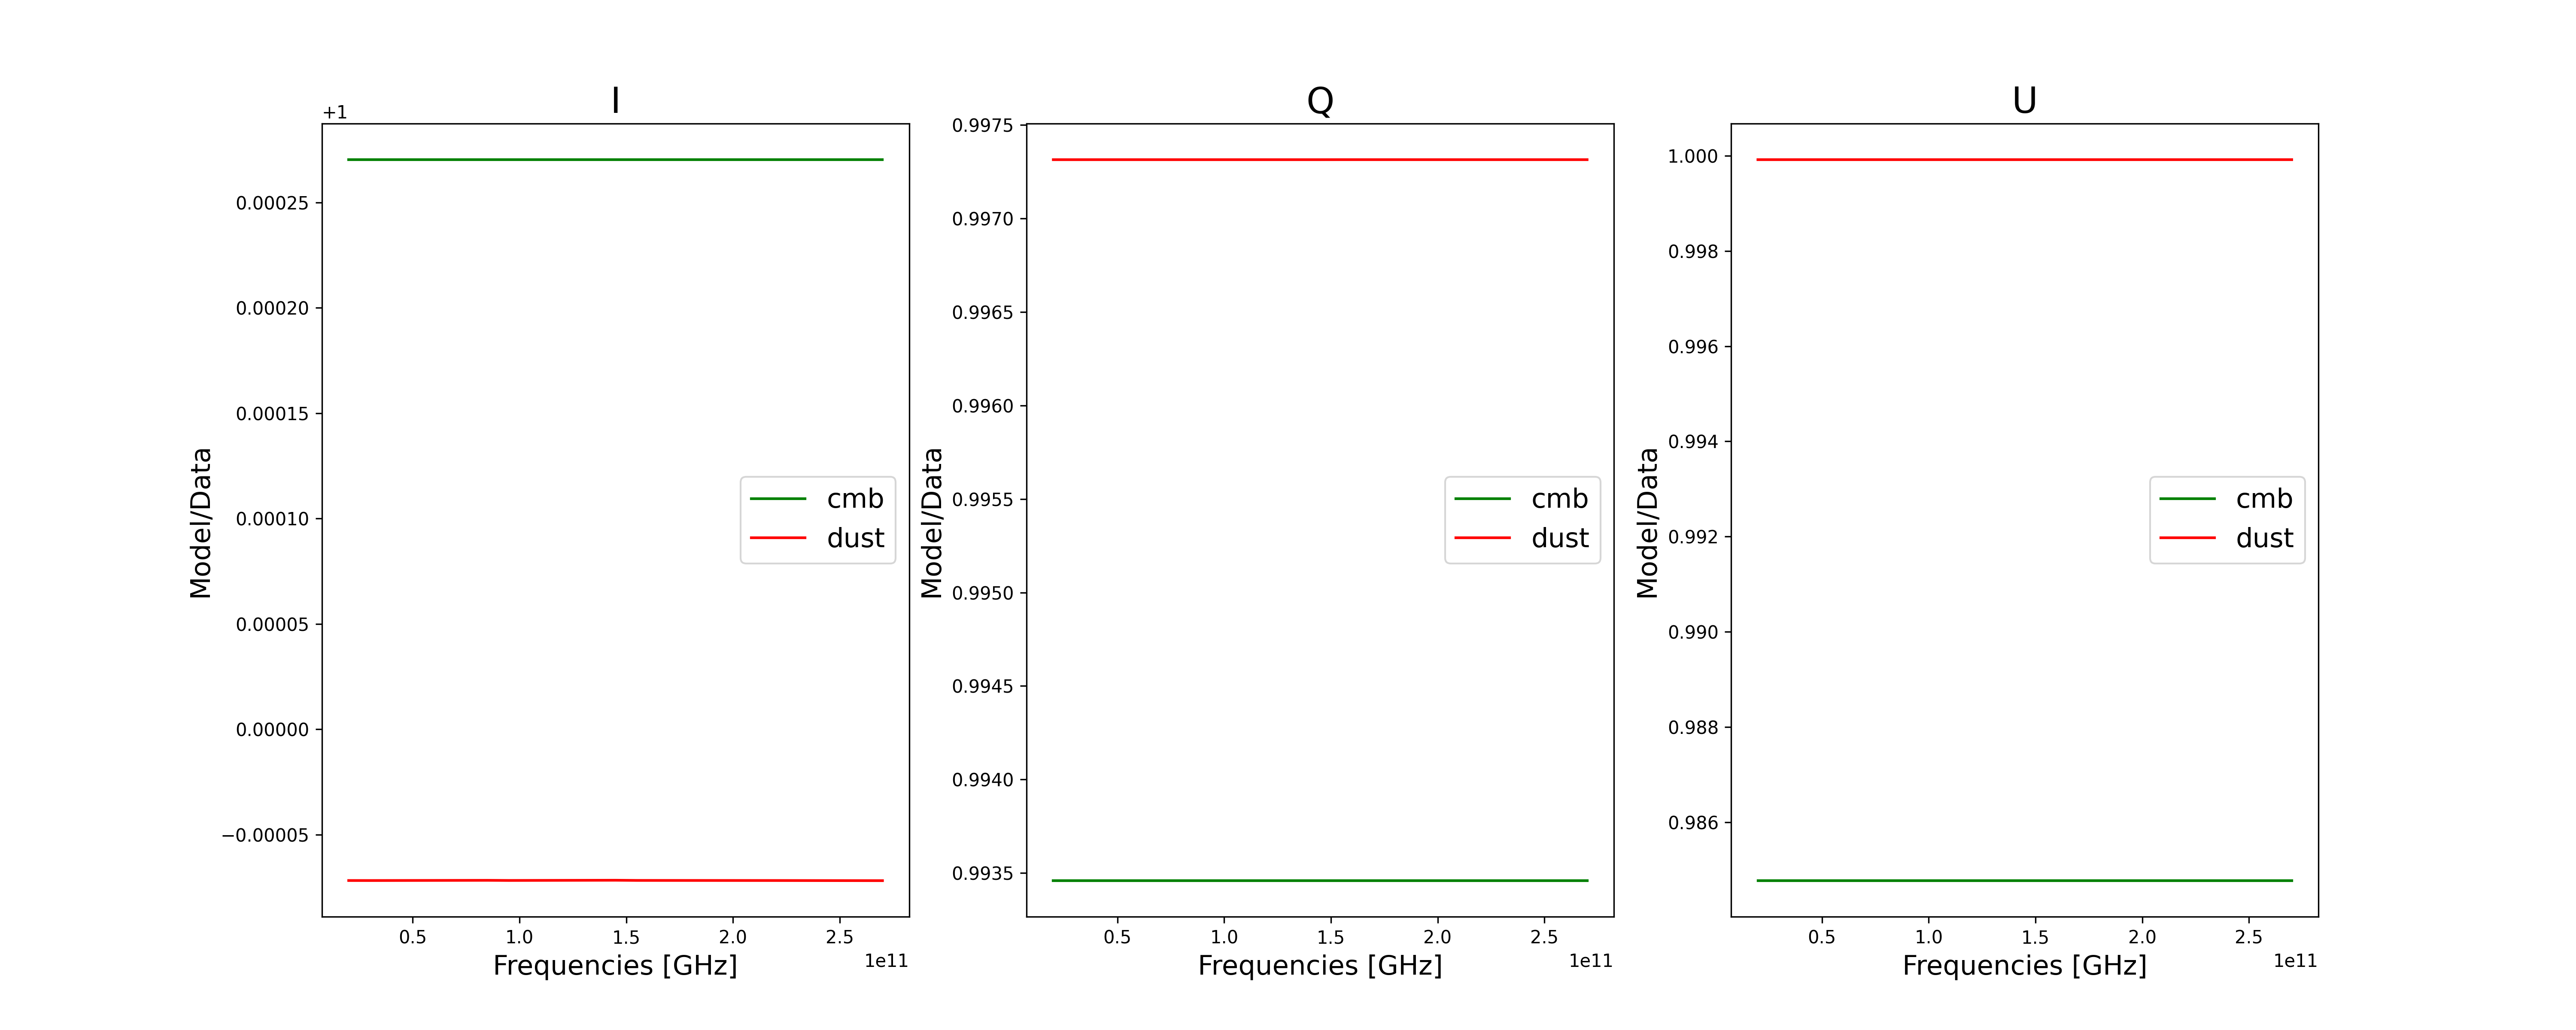 I
+1
0.00025
0.00020
0.00015
0.00010
0.00005
0.00000
−0.00005
Model/Data
cmb
dust
0.5 1.0 1.5 2.0 2.5
1e11
Frequencies [GHz]
Q
0.9975
0.9970
0.9965
0.9960
0.9955
0.9950
0.9945
0.9940
0.9935
Model/Data
cmb
dust
0.5 1.0 1.5 2.0 2.5
1e11
Frequencies [GHz]
U
1.000
0.998
0.996
0.994
0.992
0.990
0.988
0.986
Model/Data
cmb
dust
0.5 1.0 1.5 2.0 2.5
1e11
Frequencies [GHz]